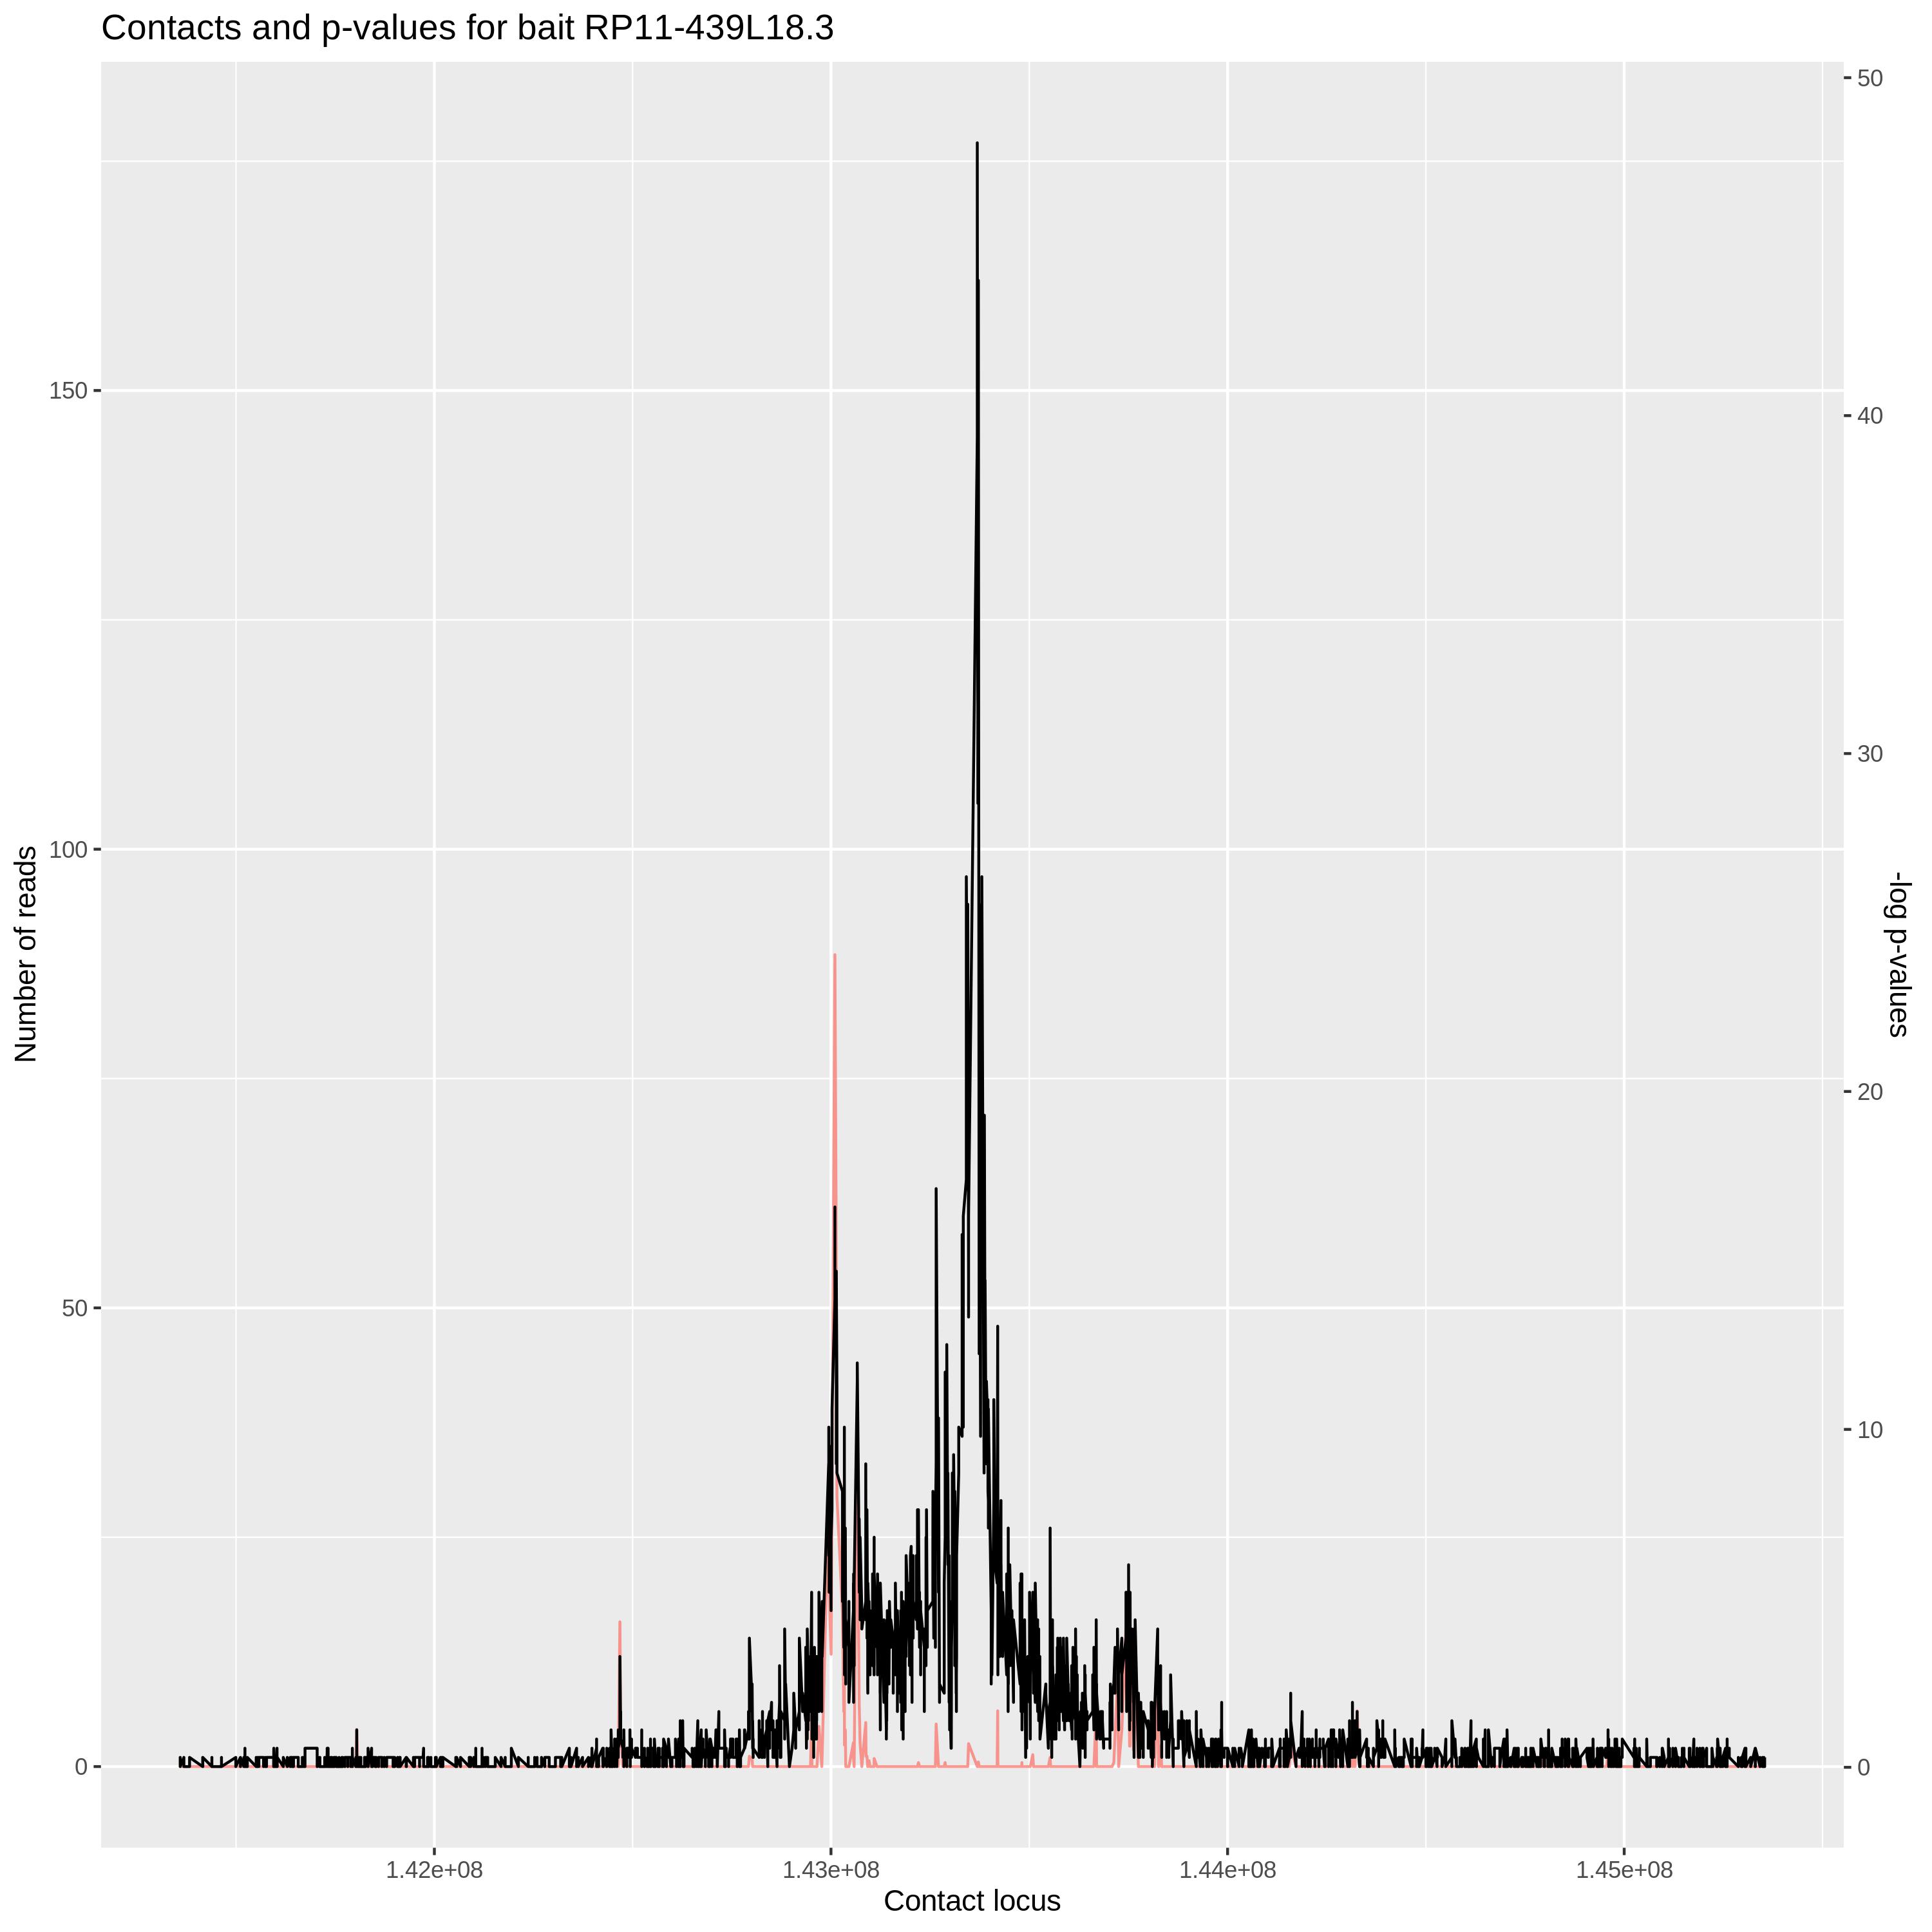 Contacts and p-values for bait RP11-439L18.3
50
150
40
30
100
Number of reads
-log p-values
20
50
10
0
0
1.42e+08
1.43e+08
1.44e+08
1.45e+08
Contact locus